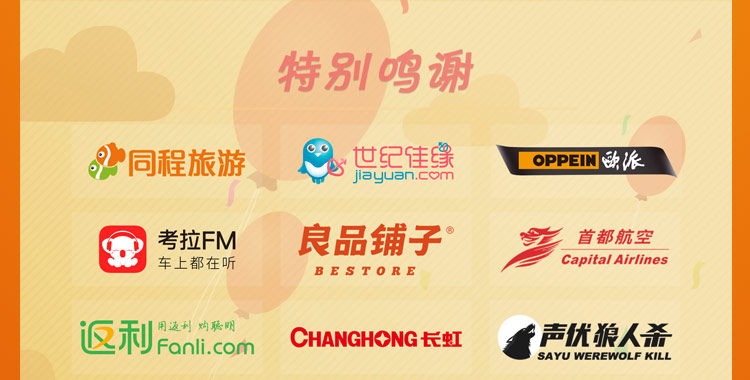 特别鸣谢
同程旅游
世纪佳缘
jiayuan.com
OPPEIN 欧派
考拉FM
车上都在听
良品铺子®
BESTORE
首都航空
Capital Airlines
返利 用返利 购聪明
Fanli.com
CHANGHONG 长虹
声伏狼人杀
SAYU WEREWOLF KILL